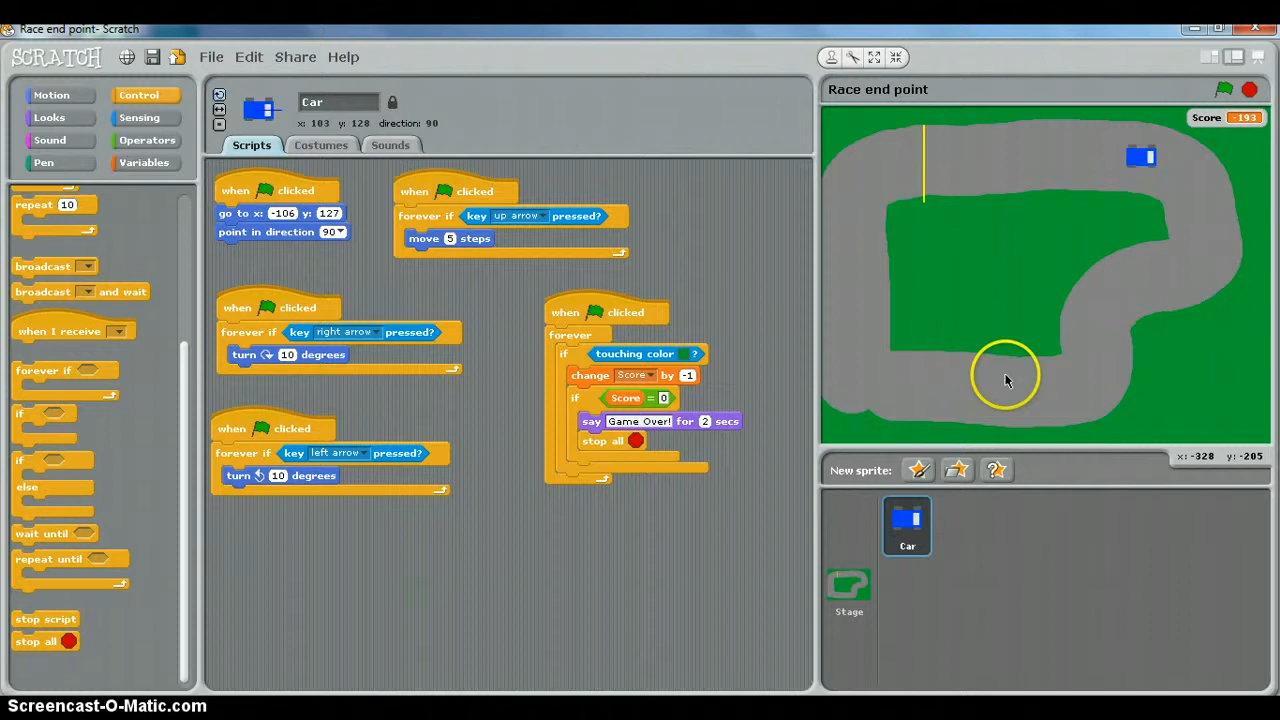 Race end point- Scratch
SCRATCH File Edit Share Help
Motion Control
Looks Sensing
Sound Operators
Pen Variables
repeat 10
broadcast
broadcast and wait
when I receive
forever if
if
if
else
wait until
repeat until
stop script
stop all
Car
x: 103 y: 128 direction: 90
Scripts Costumes Sounds
when clicked
go to x: -106 y: 127
point in direction 90
when clicked
forever if key up arrow pressed?
move 5 steps
when clicked
forever if key right arrow pressed?
turn 10 degrees
when clicked
forever if key left arrow pressed?
turn 10 degrees
when clicked
forever
if touching color ?
change Score by -1
if Score = 0
say Game Over! for 2 secs
stop all
Race end point
Score -193
x: -328 y: -205
New sprite:
Car
Stage
Screencast-O-Matic.com